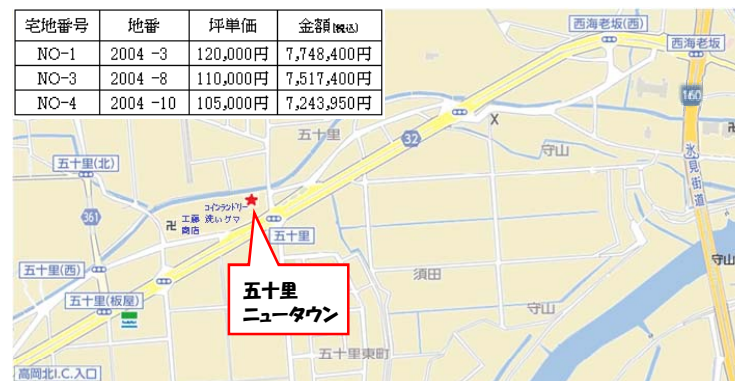 宅地番号 地番 坪単価 金額(税込)
NO-1 2004 -3 120,000円 7,748,400円
NO-3 2004 -8 110,000円 7,517,400円
NO-4 2004 -10 105,000円 7,243,950円
西海老坂(西)
西海老坂
160
五十里
32
X
守山
卍
五十里(北)
氷見街道
コインランドリー
洗いグマ
工藤商店
361
卍
五十里
五十里(西)
須田
守山
五十里
ニュータウン
五十里(板屋)
守山
五十里東町
高岡北I.C.入口